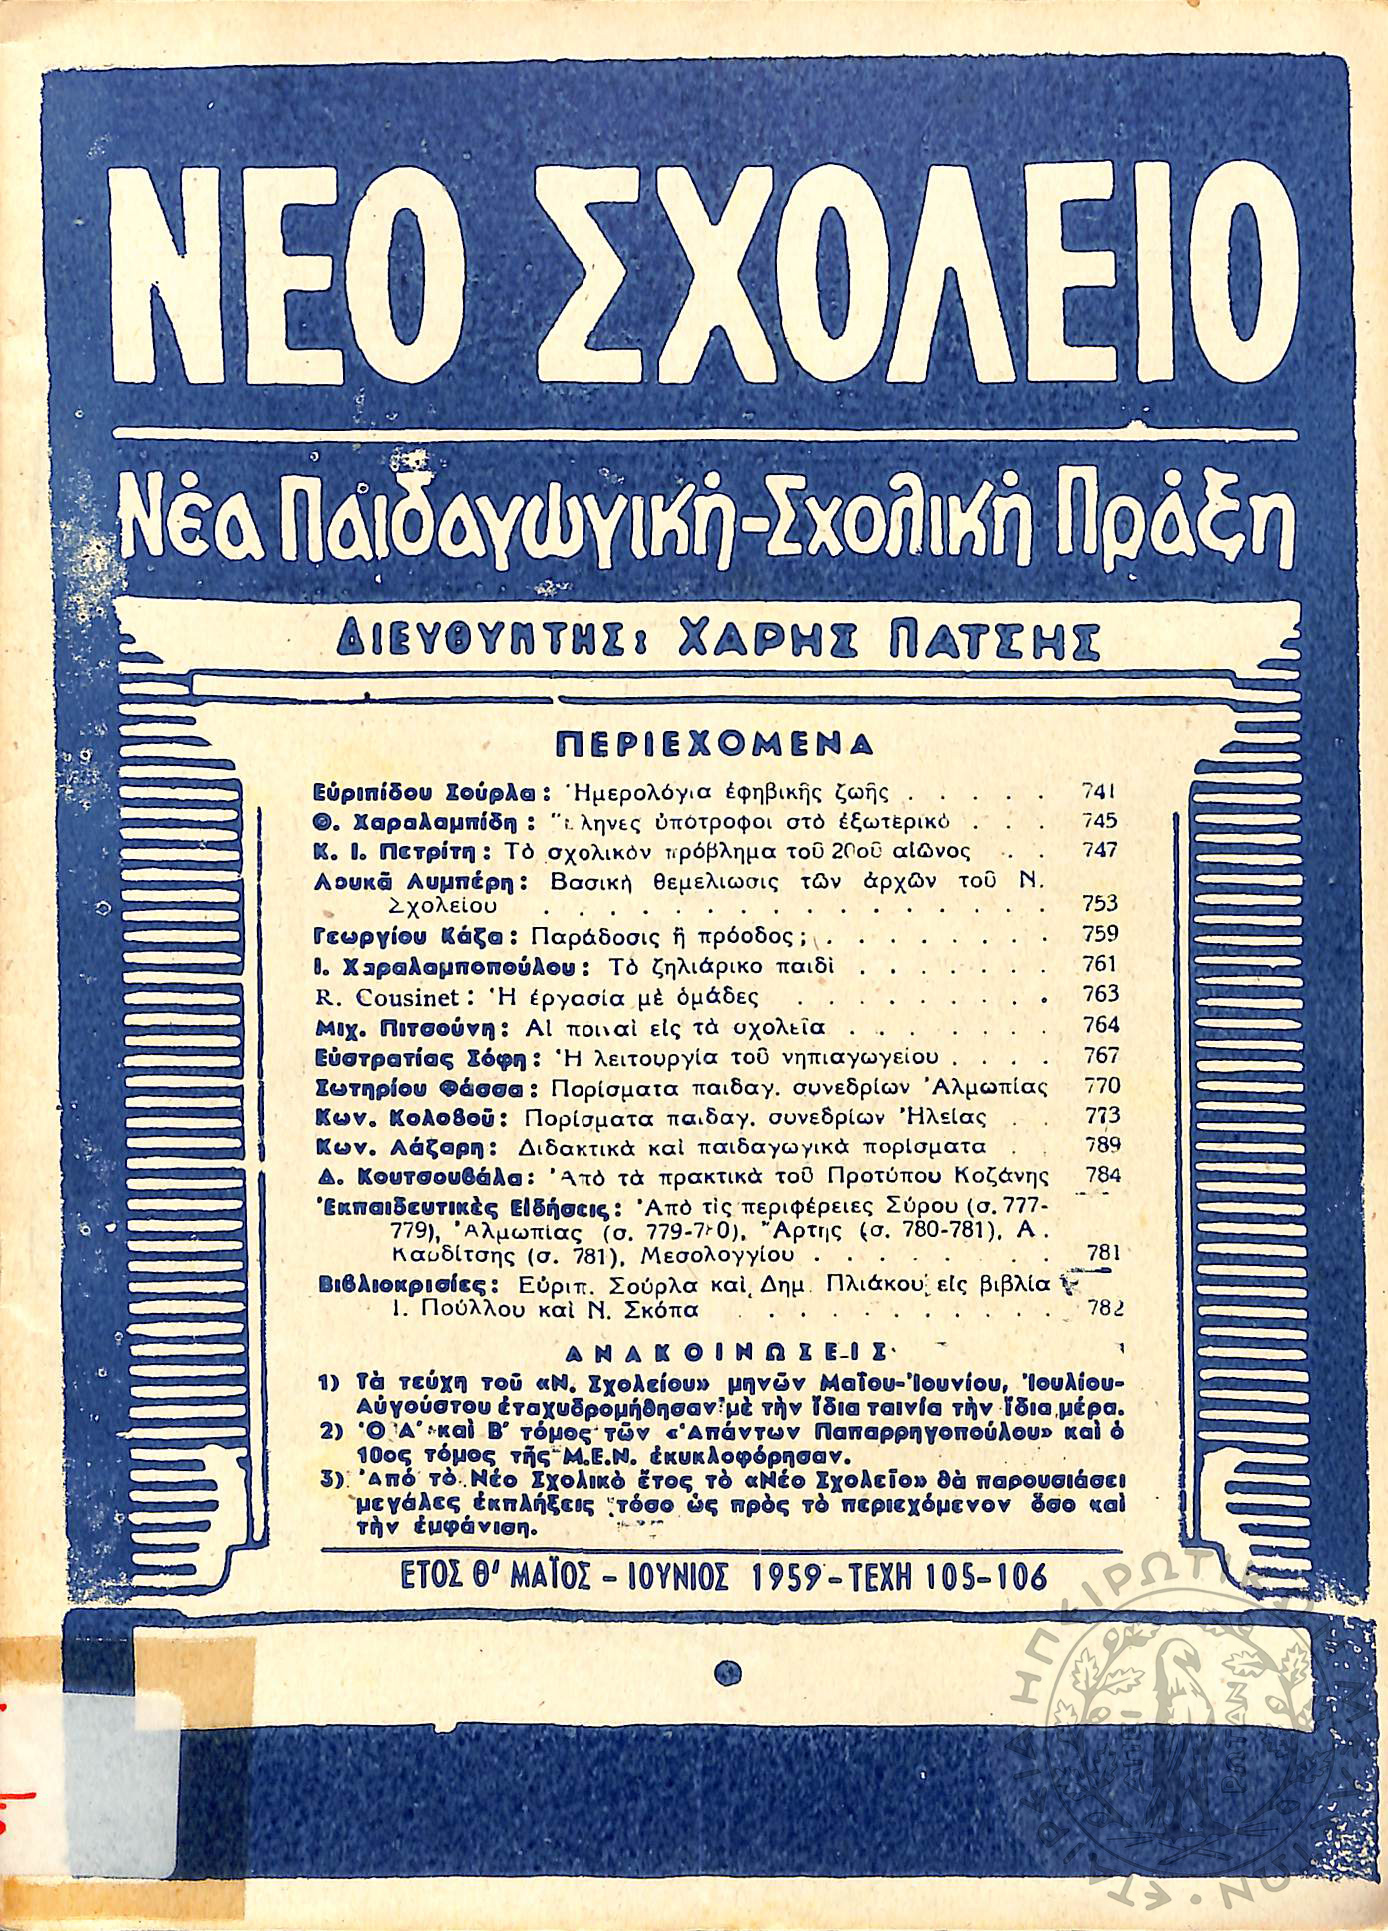 ΝΕΟ ΣΧΟΛΕΙΟ
Νέα Παιδαγωγική-Σχολική Πράξη
ΔΙΕΥΘΥΝΤΗΣ: ΧΑΡΗΣ ΠΑΤΣΗΣ
ΠΕΡΙΕΧΟΜΕΝΑ
Εὐριπίδου Σούρλα: Ἡμερολόγια ἐφηβικῆς ζωῆς . . . . . 741
Θ. Χαραλαμπίδη: Ἕλληνες ὑπότροφοι στὸ ἐξωτερικό . . . 745
Κ. Ι. Πετρίτη: Τὸ σχολικὸν πρόβλημα τοῦ 20οῦ αἰῶνος . . 747
Λουκᾶ Λυμπέρη: Βασικὴ θεμελίωσις τῶν ἀρχῶν τοῦ Ν.
Σχολείου . . . . . . . . . . . . . . . . 753
Γεωργίου Κάζα: Παράδοσις ἢ πρόοδος; . . . . . . . . 759
Ι. Χαραλαμποπούλου: Τὸ ζηλιάρικο παιδὶ . . . . . . . 761
R. Cousinet: Ἡ ἐργασία μὲ ὁμάδες . . . . . . . . . 763
Μιχ. Πιτσούνη: Αἱ ποιναὶ εἰς τὰ σχολεῖα . . . . . . . 764
Εὐστρατίας Σόφη: Ἡ λειτουργία τοῦ νηπιαγωγείου . . . . 767
Σωτηρίου Φάσσα: Πορίσματα παιδαγ. συνεδρίων Ἀλμωπίας 770
Κων. Κολοβοῦ: Πορίσματα παιδαγ. συνεδρίων Ἠλείας . . 773
Κων. Λάζαρη: Διδακτικὰ καὶ παιδαγωγικὰ πορίσματα . . 789
Δ. Κουτσουβάλα: Ἀπὸ τὰ πρακτικὰ τοῦ Προτύπου Κοζάνης 784
Ἐκπαιδευτικὲς Εἰδήσεις: Ἀπὸ τὶς περιφέρειες Σύρου (σ. 777-
779), Ἀλμωπίας (σ. 779-780), Ἄρτης (σ. 780-781), Α.
Καρδίτσης (σ. 781), Μεσολογγίου . . . . . . . . 781
Βιβλιοκρισίες: Εὐριπ. Σούρλα καὶ Δημ. Πλιάκου εἰς βιβλία
Ι. Πούλλου καὶ Ν. Σκόπα . . . . . . . . . . 782
ΑΝΑΚΟΙΝΩΣΕΙΣ
1) Τὰ τεύχη τοῦ «Ν. Σχολείου» μηνῶν Μαΐου-Ἰουνίου, Ἰουλίου-
Αὐγούστου ἐταχυδρομήθησαν μὲ τὴν ἴδια ταινία τὴν ἴδια μέρα.
2) Ὁ Α΄ καὶ Β΄ τόμος τῶν «Ἀπάντων Παπαρρηγοπούλου» καὶ ὁ
10ος τόμος τῆς Μ.Ε.Ν. ἐκυκλοφόρησαν.
3) Ἀπό τὸ Νέο Σχολικὸ ἔτος τὸ «Νέο Σχολεῖο» θὰ παρουσιάσει
μεγάλες ἐκπλήξεις τόσο ὡς πρὸς τὸ περιεχόμενον ὅσο καὶ
τὴν ἐμφάνιση.
ΕΤΟΣ Θ' ΜΑΪΟΣ - ΙΟΥΝΙΟΣ 1959 - ΤΕΧΗ 105-106